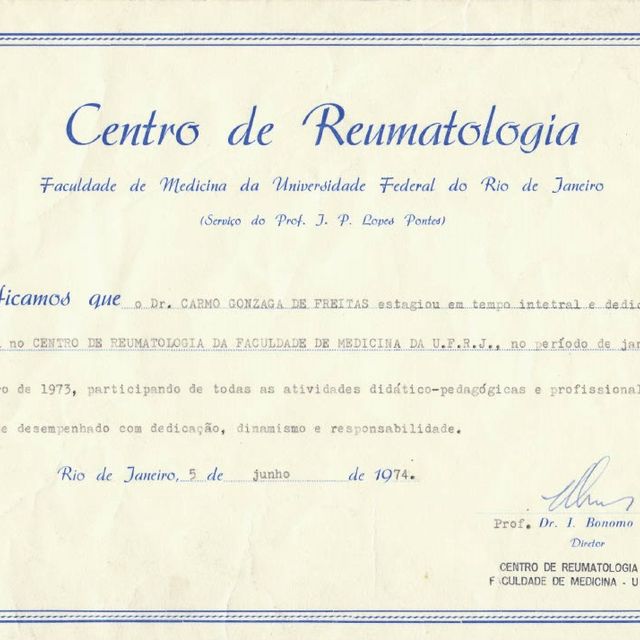 Centro de Reumatologia
Faculdade de Medicina da Universidade Federal do Rio de Janeiro
(Serviço do Prof. J. P. Lopes Pontes)
ficamos que o Dr. CARMO GONZAGA DE FREITAS estagiou em tempo intetral e dedic
no CENTRO DE REUMATOLOGIA DA FACULDADE DE MEDICINA DA U.F.R.J., no período de jan
ro de 1973, participando de todas as atividades didático-pedagógicas e profissional
e desempenhado com dedicação, dinamismo e responsabilidade.
Rio de Janeiro, 5 de junho de 1974.
Prof. Dr. I. Bonomo
Diretor
CENTRO DE REUMATOLOGIA
FACULDADE DE MEDICINA - U